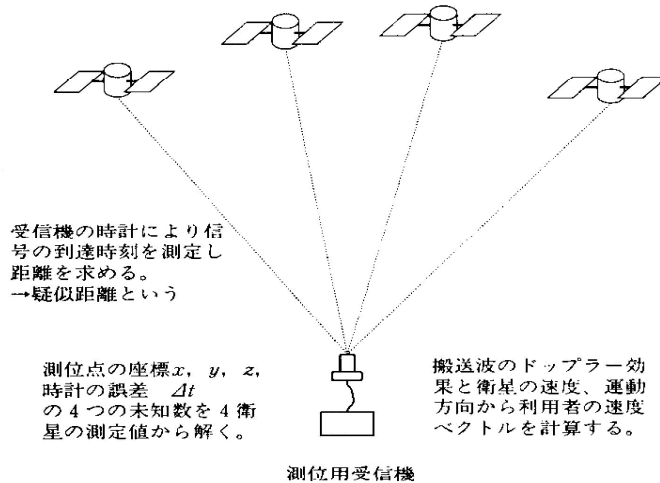 受信機の時計により信
号の到達時刻を測定し
距離を求める。
→疑似距離という
測位点の座標x, y, z,
時計の誤差 Δt
の4つの未知数を4衛
星の測定値から解く。
搬送波のドップラー効
果と衛星の速度、運動
方向から利用者の速度
ベクトルを計算する。
測位用受信機